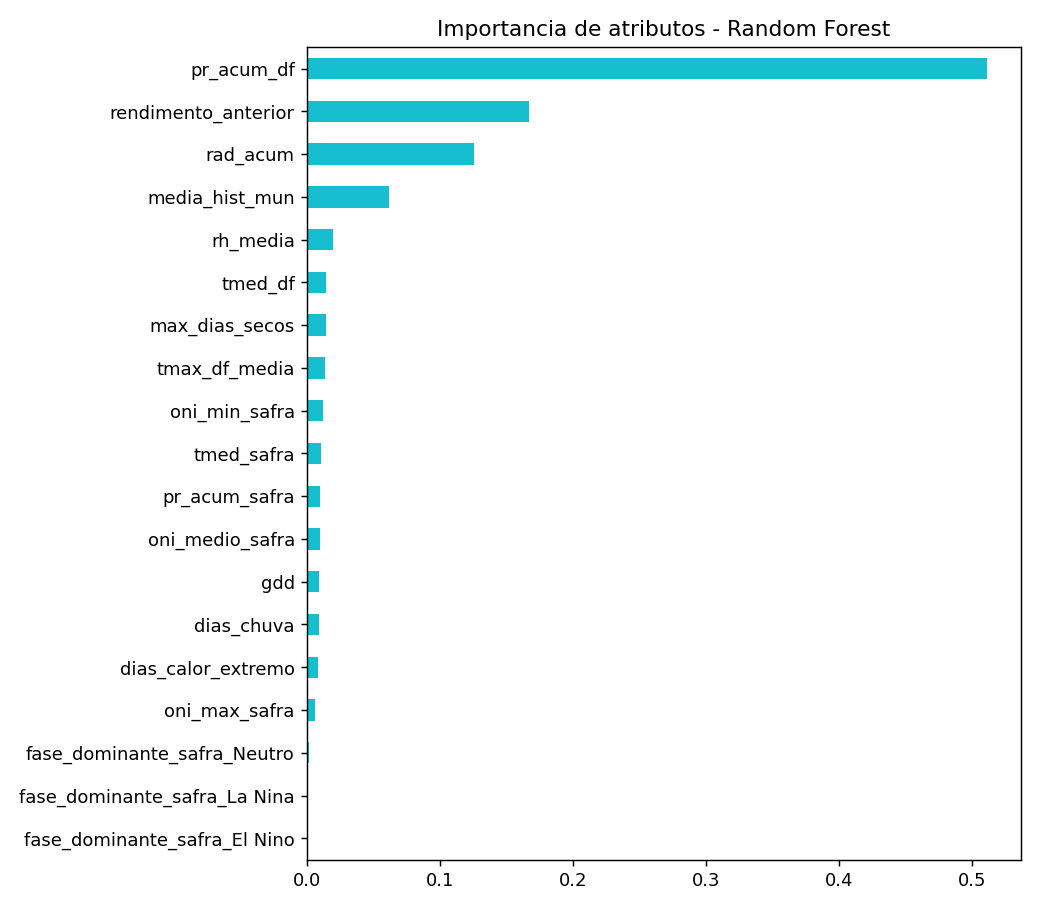 Importancia de atributos - Random Forest
pr_acum_df
rendimento_anterior
rad_acum
media_hist_mun
rh_media
tmed_df
max_dias_secos
tmax_df_media
oni_min_safra
tmed_safra
pr_acum_safra
oni_medio_safra
gdd
dias_chuva
dias_calor_extremo
oni_max_safra
fase_dominante_safra_Neutro
fase_dominante_safra_La Nina
fase_dominante_safra_El Nino
0.0 0.1 0.2 0.3 0.4 0.5